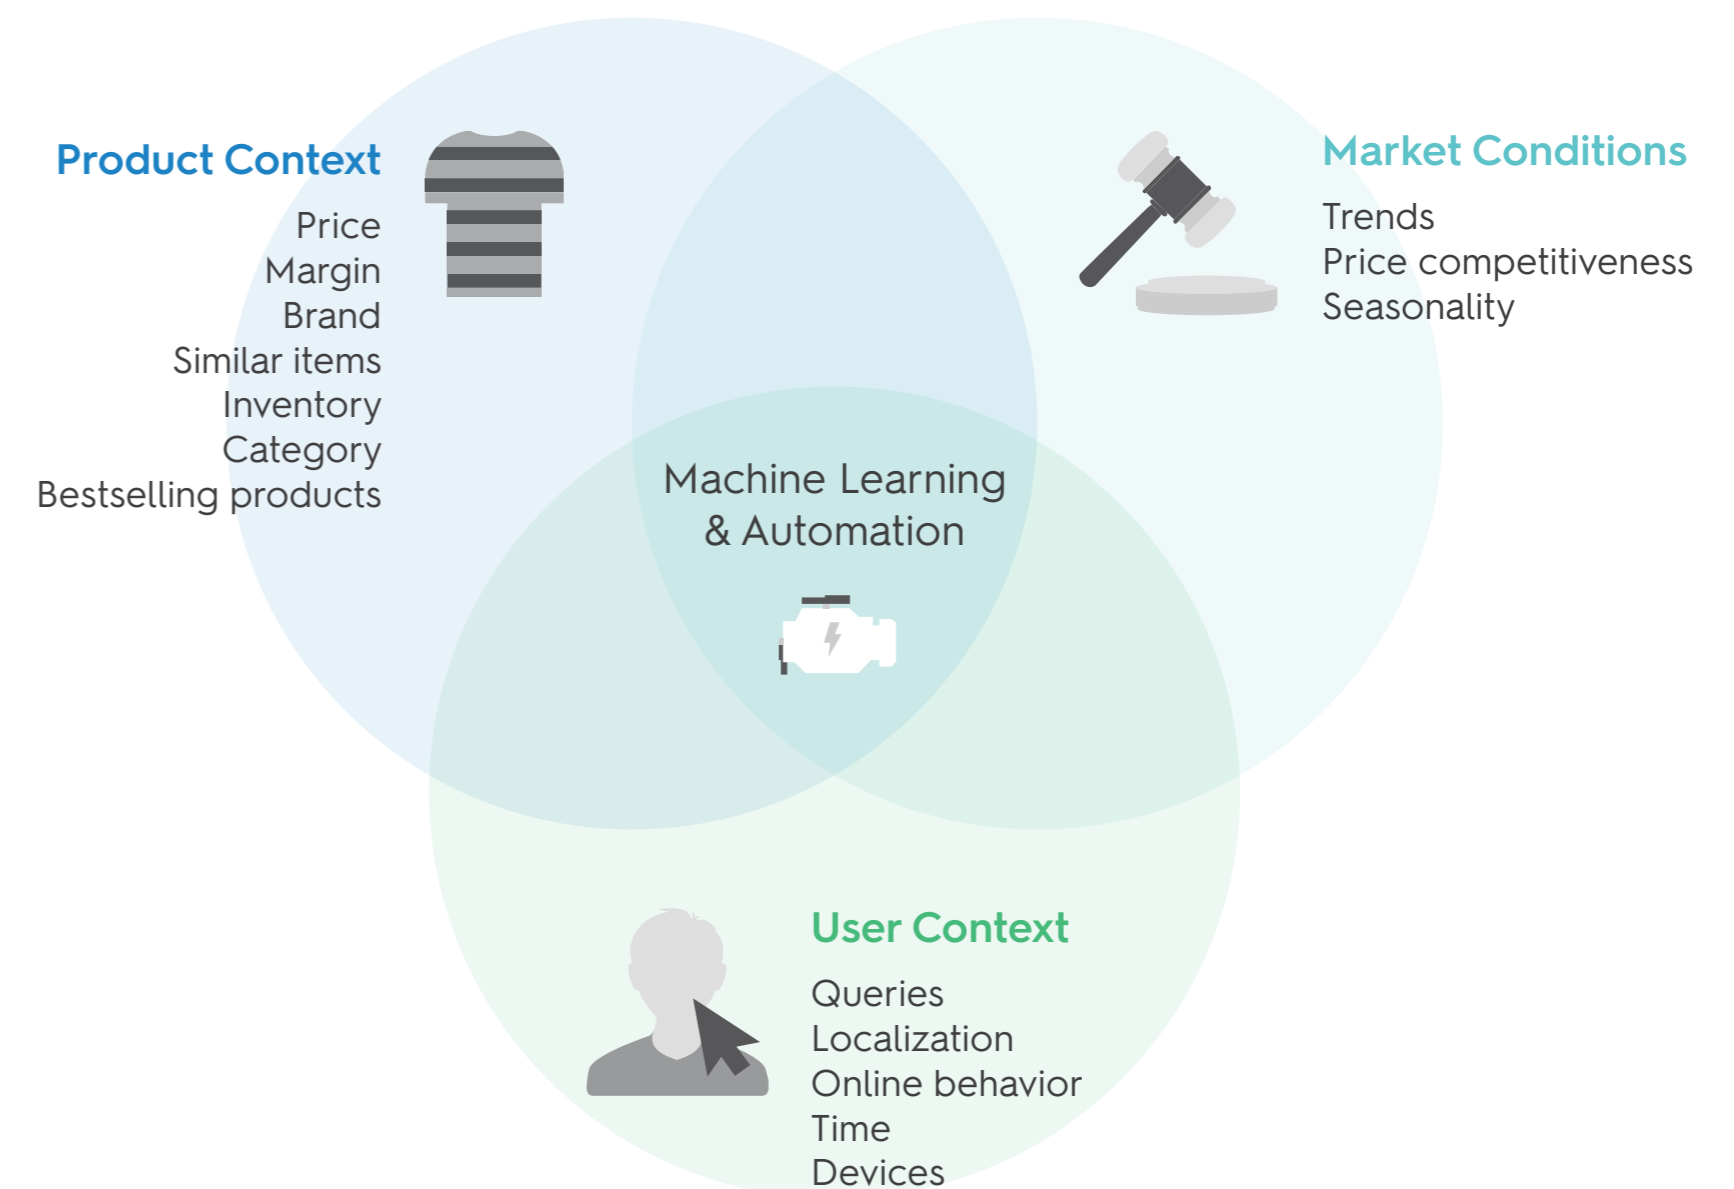 Product Context
Price
Margin
Brand
Similar items
Inventory
Category
Bestselling products
Market Conditions
Trends
Price competitiveness
Seasonality
Machine Learning
& Automation
User Context
Queries
Localization
Online behavior
Time
Devices